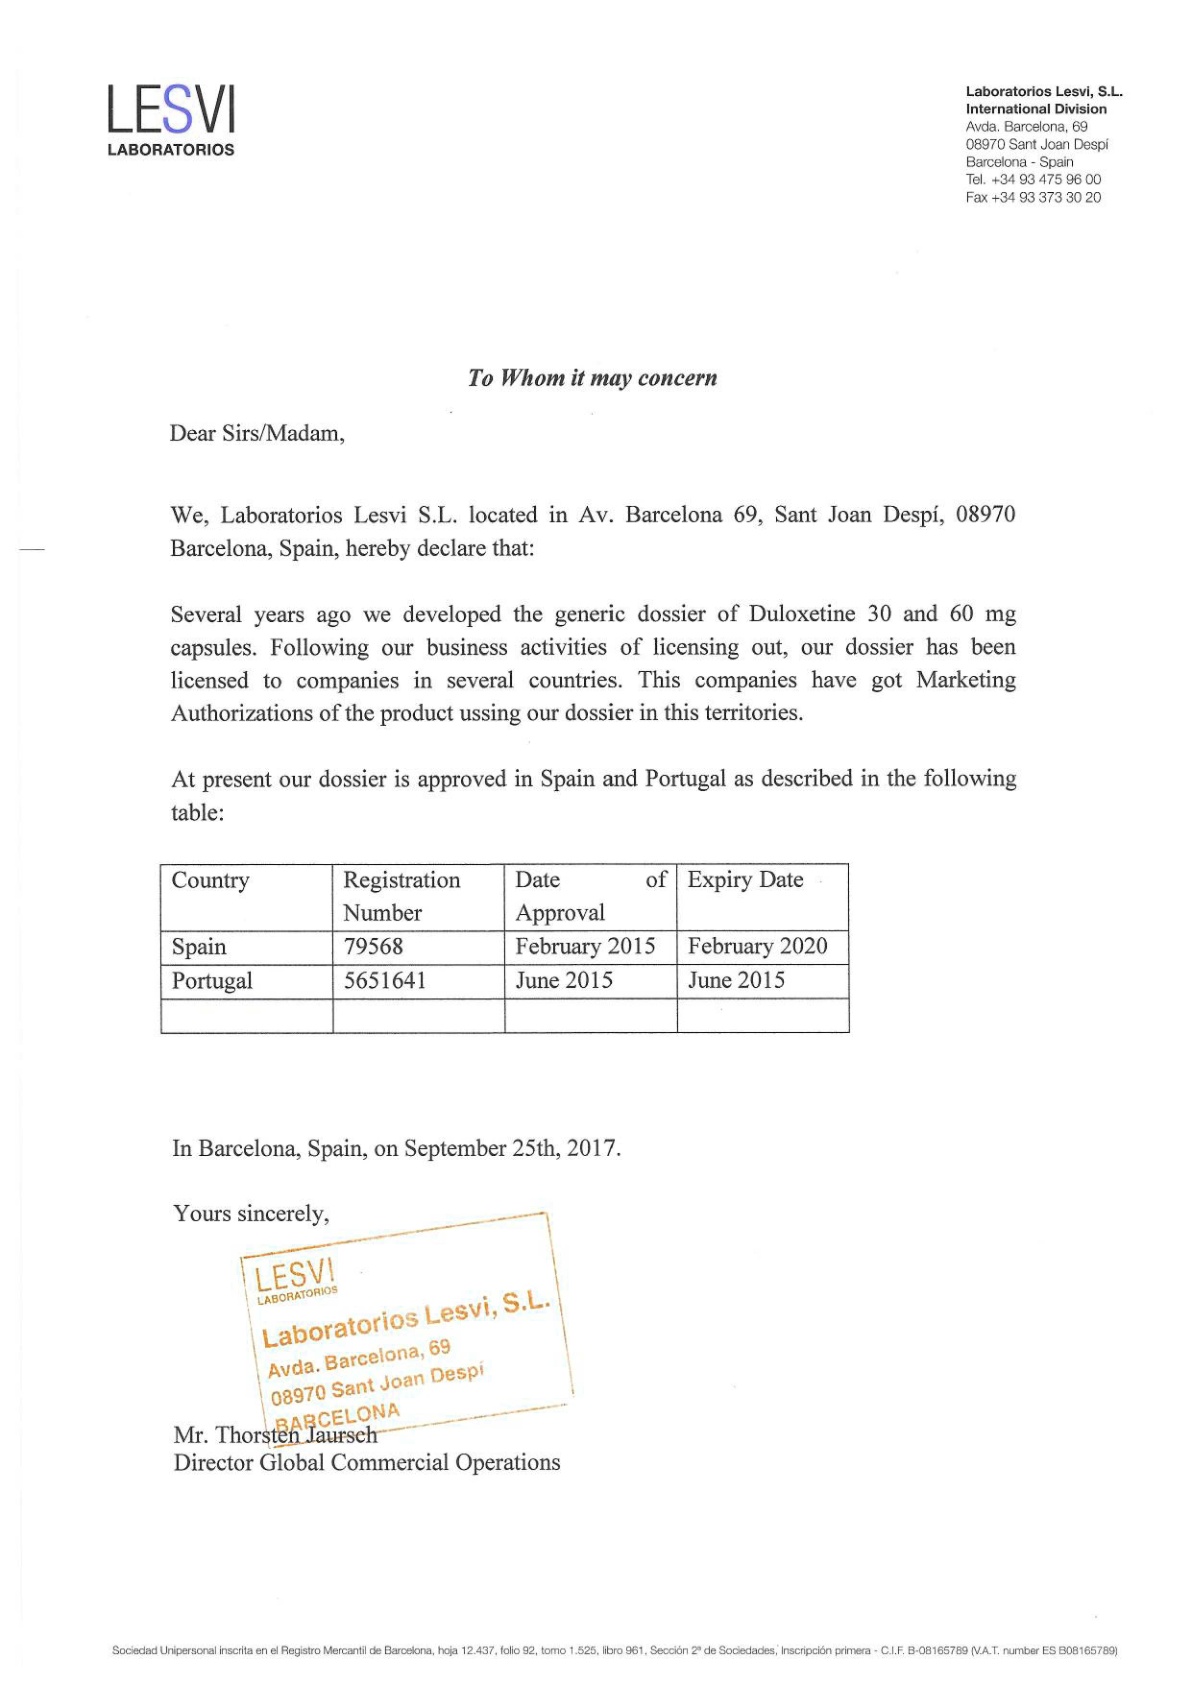 LESVI
LABORATORIOS
Laboratorios Lesvi, S.L.
International Division
Avda. Barcelona, 69
08970 Sant Joan Despí
Barcelona - Spain
Tel. +34 93 475 96 00
Fax +34 93 373 30 20
To Whom it may concern
Dear Sirs/Madam,
We, Laboratorios Lesvi S.L. located in Av. Barcelona 69, Sant Joan Despí, 08970
Barcelona, Spain, hereby declare that:
Several years ago we developed the generic dossier of Duloxetine 30 and 60 mg
capsules. Following our business activities of licensing out, our dossier has been
licensed to companies in several countries. This companies have got Marketing
Authorizations of the product ussing our dossier in this territories.
At present our dossier is approved in Spain and Portugal as described in the following
table:
Country Registration Date of Expiry Date
Number Approval
Spain 79568 February 2015 February 2020
Portugal 5651641 June 2015 June 2015
In Barcelona, Spain, on September 25th, 2017.
Yours sincerely,
LESVI
LABORATORIOS
Laboratorios Lesvi, S.L.
Avda. Barcelona, 69
08970 Sant Joan Despí
BARCELONA
Mr. Thorsten Jaursch
Director Global Commercial Operations
Sociedad Unipersonal inscrita en el Registro Mercantil de Barcelona, hoja 12.437, folio 92, tomo 1.525, libro 961, Sección 2ª de Sociedades, Inscripción primera - C.I.F. B-08165789 (V.A.T. number ES B08165789)